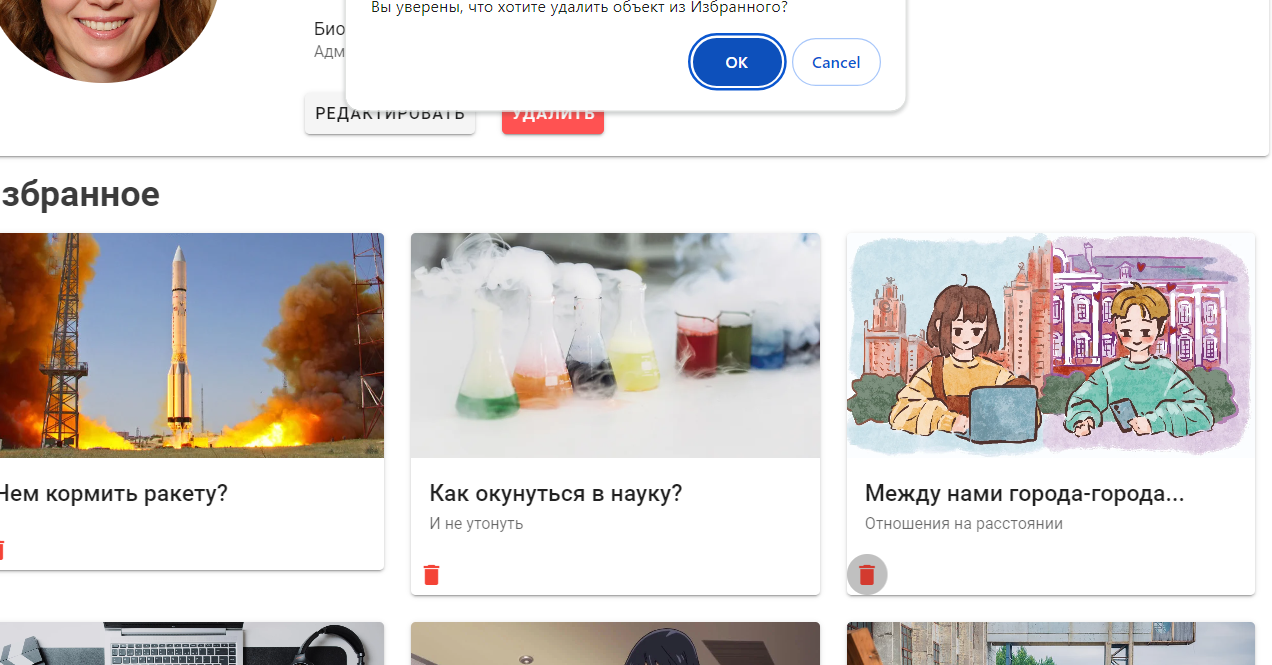 Вы уверены, что хотите удалить объект из Избранного?
Био
Адм
OK
Cancel
РЕДАКТИРОВАТЬ
УДАЛИТЬ
збранное
Чем кормить ракету?
Как окунуться в науку?
И не утонуть
Между нами города-города...
Отношения на расстоянии